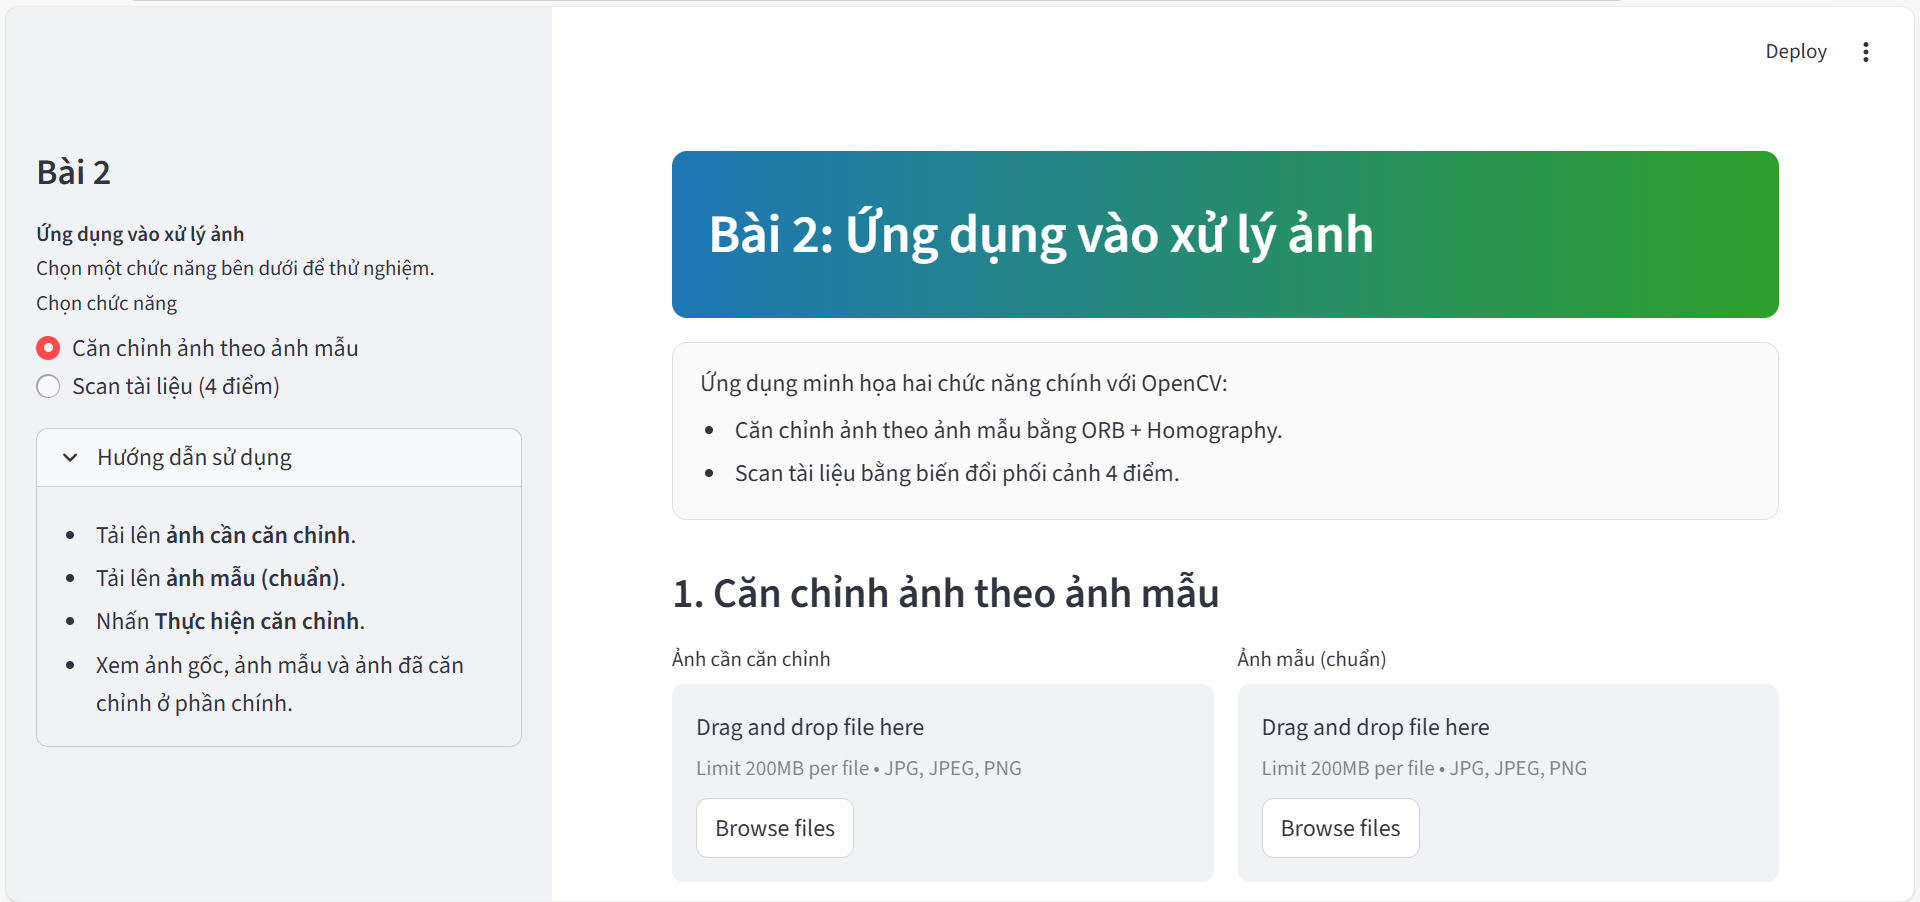 Deploy
Bài 2
Ứng dụng vào xử lý ảnh
Chọn một chức năng bên dưới để thử nghiệm.
Chọn chức năng
Căn chỉnh ảnh theo ảnh mẫu
Scan tài liệu (4 điểm)
Hướng dẫn sử dụng
Tải lên ảnh cần căn chỉnh.
Tải lên ảnh mẫu (chuẩn).
Nhấn Thực hiện căn chỉnh.
Xem ảnh gốc, ảnh mẫu và ảnh đã căn
chỉnh ở phần chính.
Bài 2: Ứng dụng vào xử lý ảnh
Ứng dụng minh họa hai chức năng chính với OpenCV:
Căn chỉnh ảnh theo ảnh mẫu bằng ORB + Homography.
Scan tài liệu bằng biến đổi phối cảnh 4 điểm.
1. Căn chỉnh ảnh theo ảnh mẫu
Ảnh cần căn chỉnh
Drag and drop file here
Limit 200MB per file • JPG, JPEG, PNG
Browse files
Ảnh mẫu (chuẩn)
Drag and drop file here
Limit 200MB per file • JPG, JPEG, PNG
Browse files